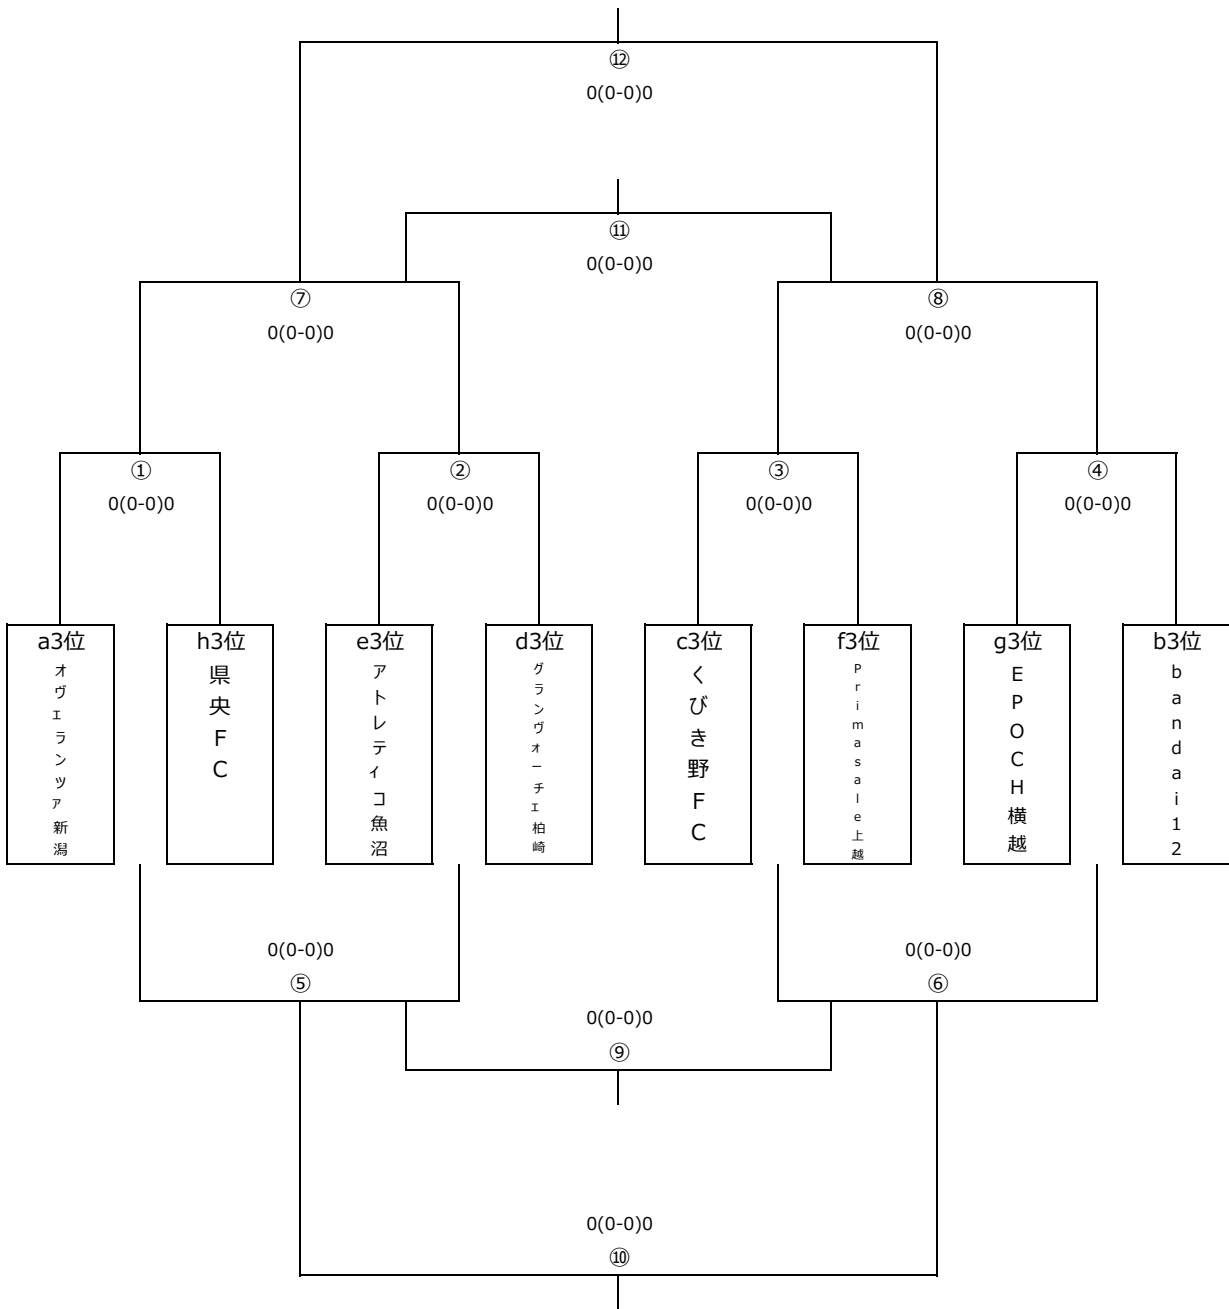 ⑫
0(0-0)0
⑪
0(0-0)0
⑦
0(0-0)0
⑧
0(0-0)0
①
0(0-0)0
②
0(0-0)0
③
0(0-0)0
④
0(0-0)0
a3位
オヴェランツァ新潟
h3位
県央FC
e3位
アトレティコ魚沼
d3位
グランヴォーチェ柏崎
c3位
くびき野FC
f3位
Primasale上越
g3位
EPOCH横越
b3位
bandai12
0(0-0)0
⑤
0(0-0)0
⑥
0(0-0)0
⑨
0(0-0)0
⑩